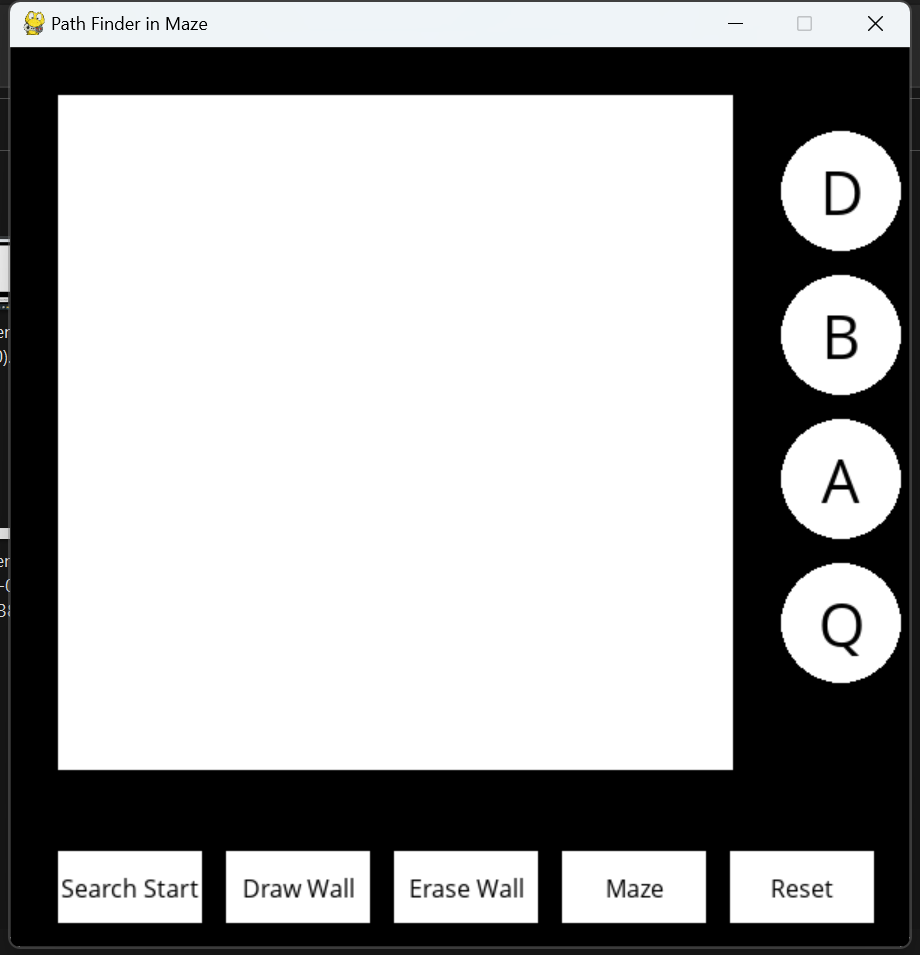 Path Finder in Maze
D
B
A
Q
Search Start
Draw Wall
Erase Wall
Maze
Reset